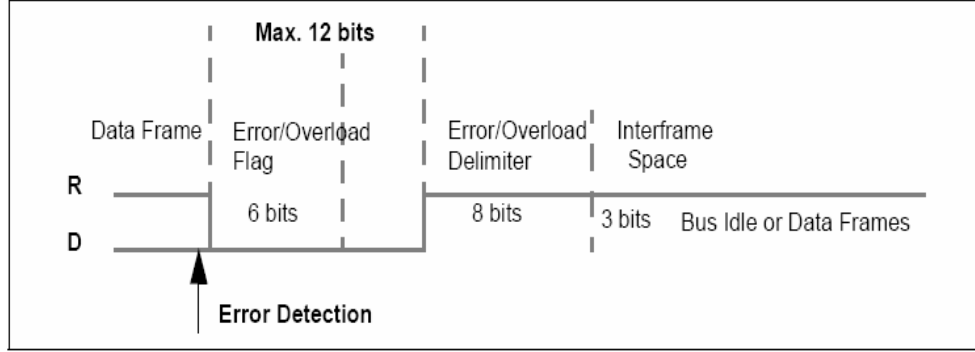 Max. 12 bits
Data Frame
Error/Overload
Flag
Error/Overload
Delimiter
Interframe
Space
R
6 bits
8 bits
3 bits
Bus Idle or Data Frames
D
Error Detection